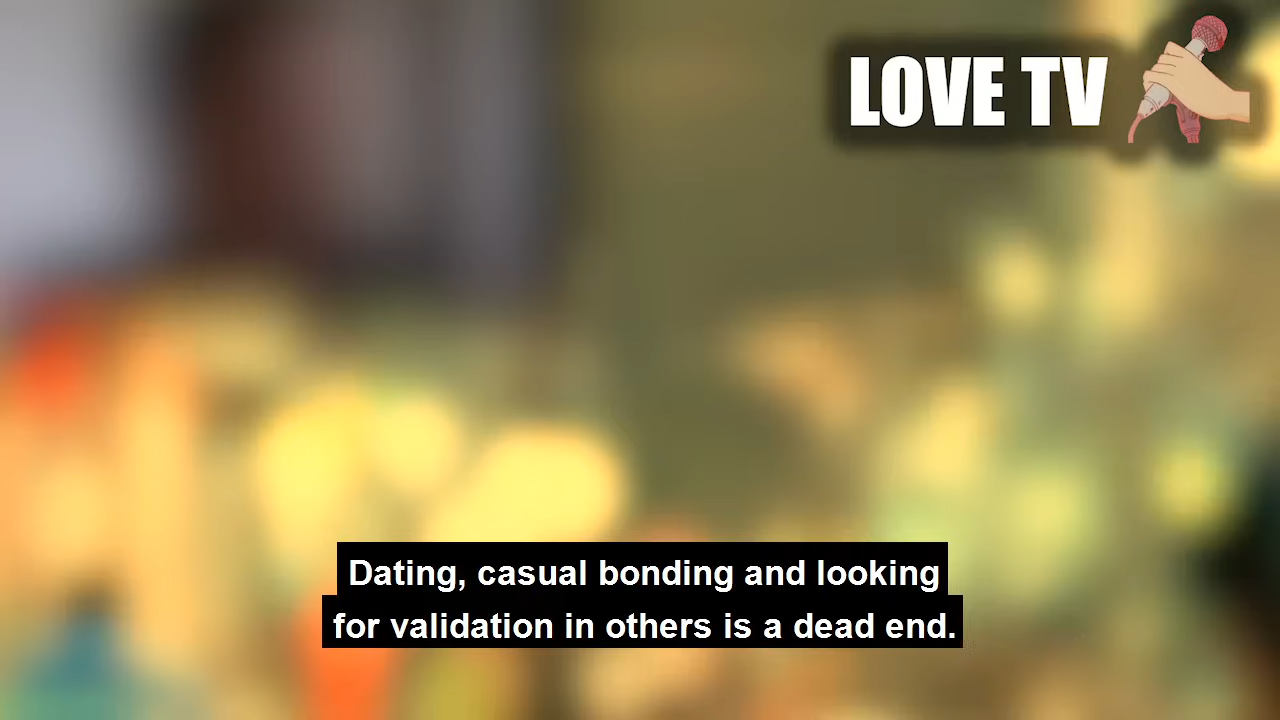 LOVE TV
Dating, casual bonding and looking
for validation in others is a dead end.